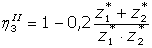 η₃ᴵᴵ = 1 − 0,2 (z₁* + z₂*) / (z₁* · z₂*)